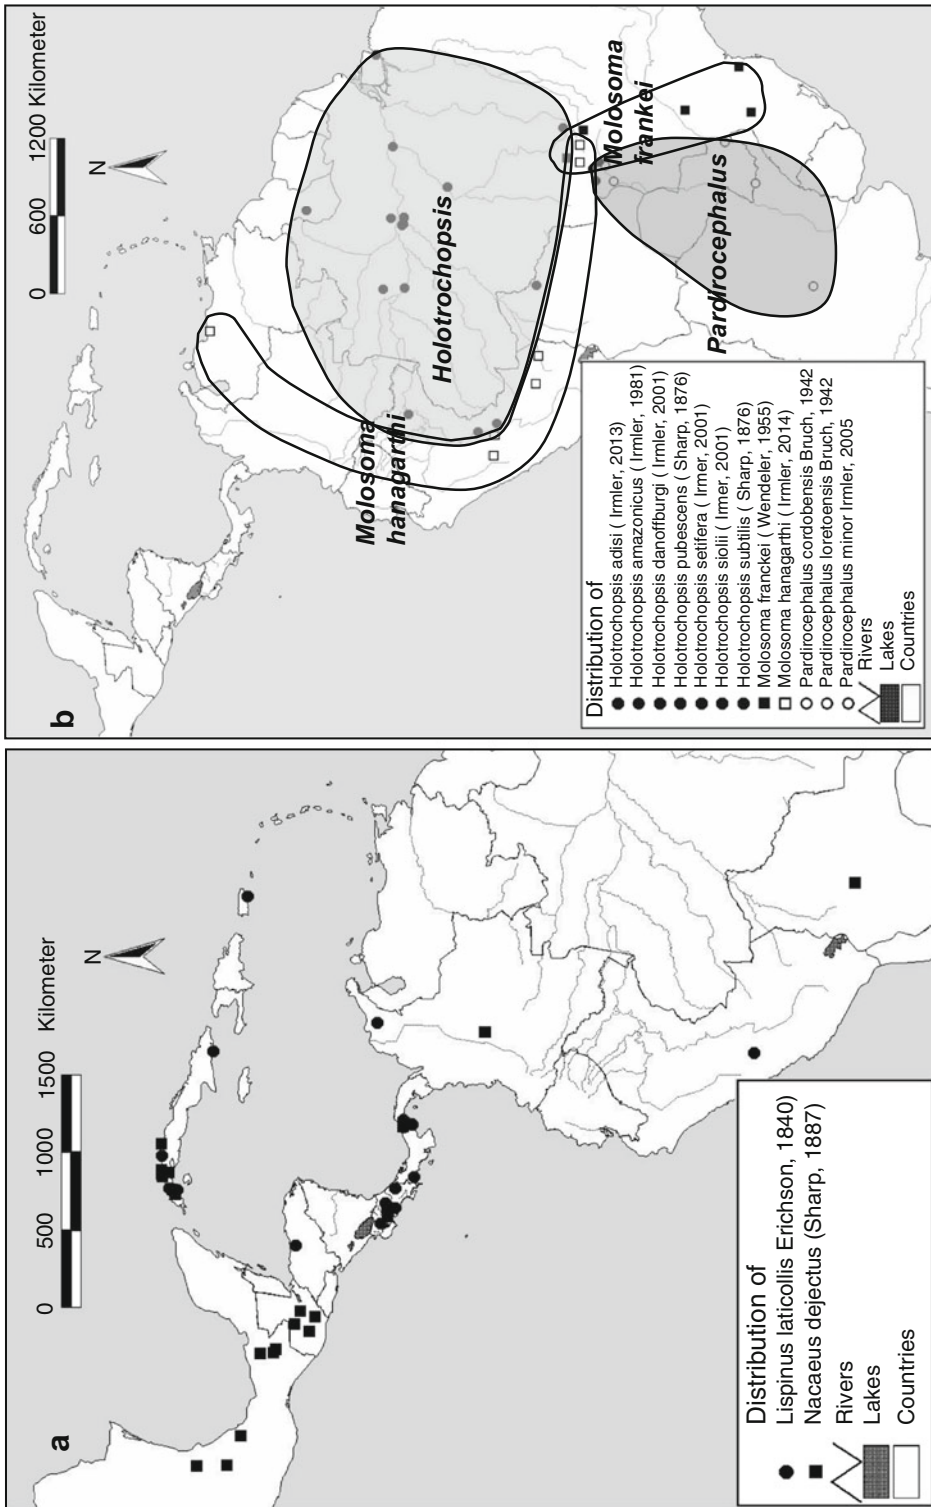 a
0 500 1000 1500 Kilometer
N
Distribution of
Lispinus laticollis Erichson, 1840)
Nacaeus dejectus (Sharp, 1887)
Rivers
Lakes
Countries
b
0 600 1200 Kilometer
N
Holotrochopsis
Molosoma
hanagarthi
Molosoma
frankei
Pardirocephalus
Distribution of
Holotrochopsis adisi ( Irmler, 2013)
Holotrochopsis amazonicus ( Irmler, 1981)
Holotrochopsis danoffburgi ( Irmler, 2001)
Holotrochopsis pubescens ( Sharp, 1876)
Holotrochopsis setifera ( Irmer, 2001)
Holotrochopsis siolii ( Irmer, 2001)
Holotrochopsis subtilis ( Sharp, 1876)
Molosoma franckei ( Wendeler, 1955)
Molosoma hanagarthi ( Irmler, 2014)
Pardirocephalus cordobensis Bruch, 1942
Pardirocephalus loretoensis Bruch, 1942
Pardirocephalus minor Irmler, 2005
Rivers
Lakes
Countries